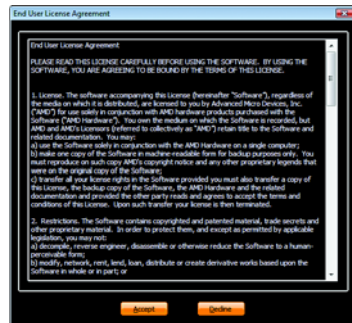 End User License Agreement
End User License Agreement
PLEASE READ THIS LICENSE CAREFULLY BEFORE USING THE SOFTWARE. BY USING THE
SOFTWARE, YOU ARE AGREEING TO BE BOUND BY THE TERMS OF THIS LICENSE.
1. License. The software accompanying this License (hereinafter "Software"), regardless of
the media on which it is distributed, are licensed to you by Advanced Micro Devices, Inc.
("AMD") for use solely in conjunction with AMD hardware products purchased with the
Software ("AMD Hardware"). You own the medium on which the Software is recorded, but
AMD and AMD's Licensors (referred to collectively as "AMD") retain title to the Software and
related documentation. You may:
a) use the Software solely in conjunction with the AMD Hardware on a single computer;
b) make one copy of the Software in machine-readable form for backup purposes only. You
must reproduce on such copy AMD's copyright notice and any other proprietary legends that
were on the original copy of the Software;
c) transfer all your license rights in the Software provided you must also transfer a copy of
this License, the backup copy of the Software, the AMD Hardware and the related
documentation and provided the other party reads and agrees to accept the terms and
conditions of this License. Upon such transfer your license is then terminated.
2. Restrictions. The Software contains copyrighted and patented material, trade secrets and
other proprietary material. In order to protect them, and except as permitted by applicable
legislation, you may not:
a) decompile, reverse engineer, disassemble or otherwise reduce the Software to a human-
perceivable form;
b) modify, network, rent, lend, loan, distribute or create derivative works based upon the
Software in whole or in part; or
Accept
Decline